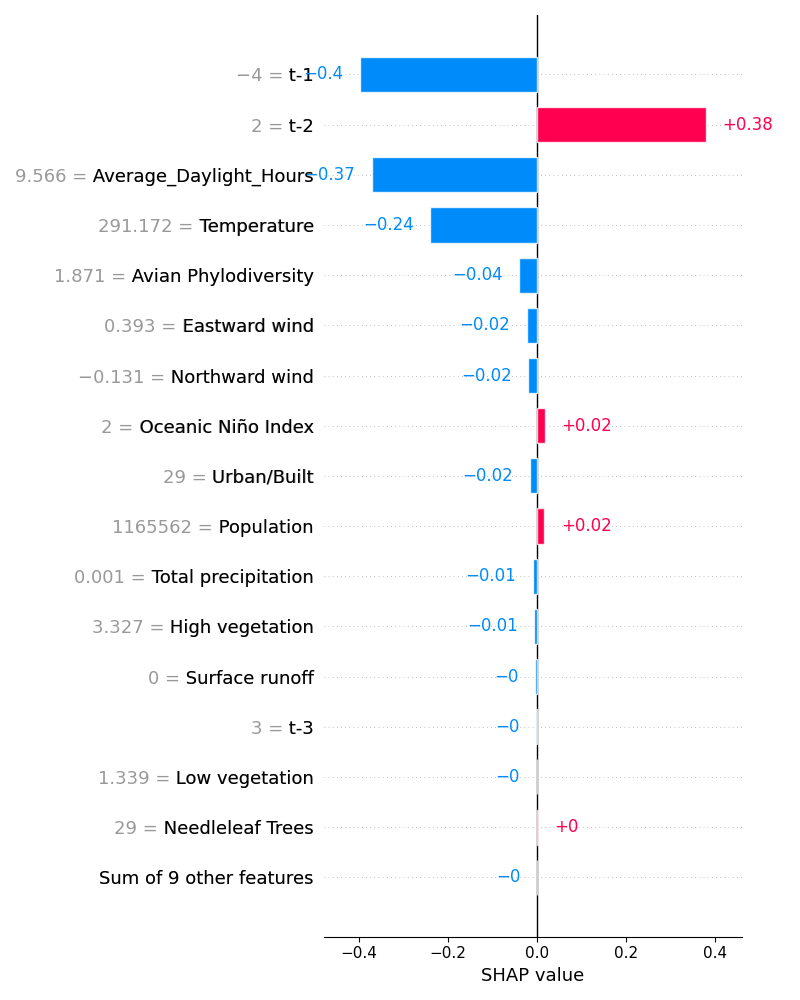 −4 = t-1 −0.4
2 = t-2 +0.38
9.566 = Average_Daylight_Hours −0.37
291.172 = Temperature −0.24
1.871 = Avian Phylodiversity −0.04
0.393 = Eastward wind −0.02
−0.131 = Northward wind −0.02
2 = Oceanic Niño Index +0.02
29 = Urban/Built −0.02
1165562 = Population +0.02
0.001 = Total precipitation −0.01
3.327 = High vegetation −0.01
0 = Surface runoff −0
3 = t-3 −0
1.339 = Low vegetation −0
29 = Needleleaf Trees +0
Sum of 9 other features −0
−0.4 −0.2 0.0 0.2 0.4
SHAP value